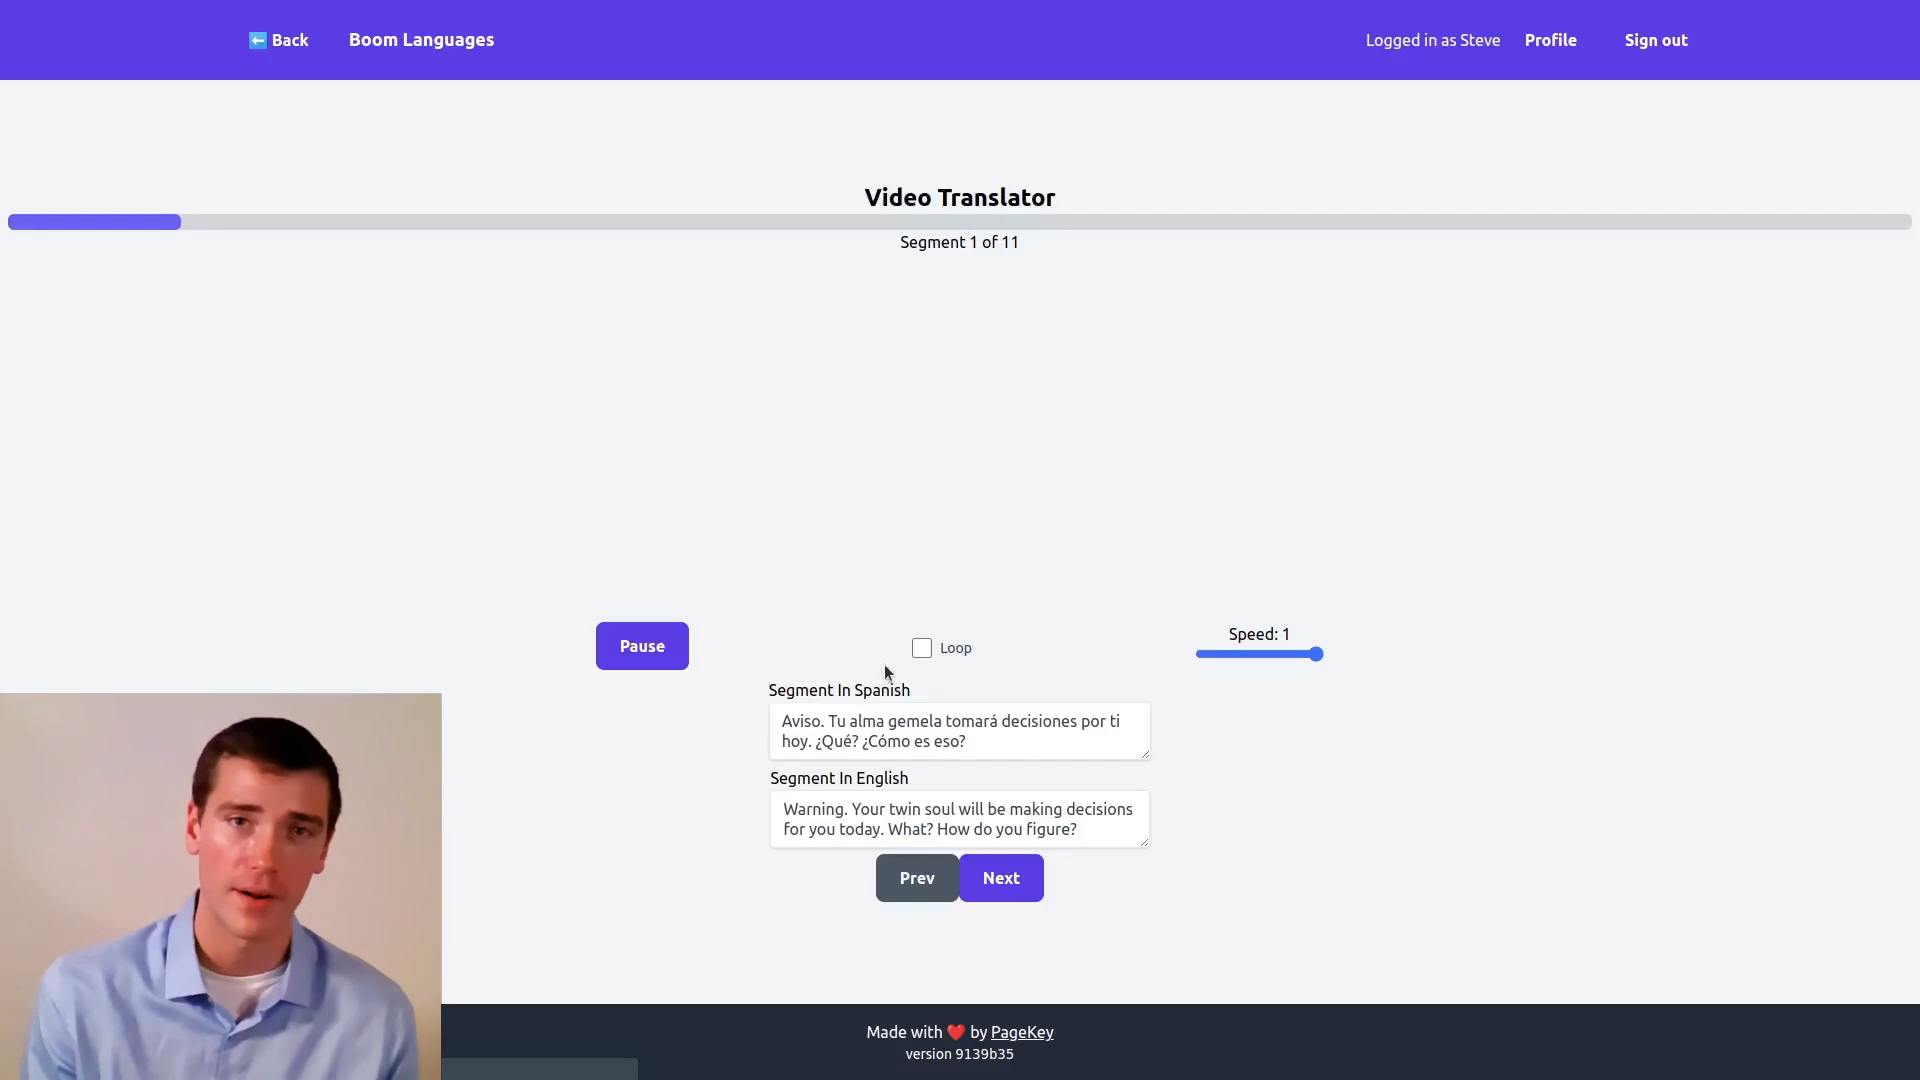 ⬅️ Back
Boom Languages
Logged in as Steve
Profile
Sign out
Video Translator
Segment 1 of 11
Pause
Loop
Speed: 1
Segment In Spanish
Aviso. Tu alma gemela tomará decisiones por ti
hoy. ¿Qué? ¿Cómo es eso?
Segment In English
Warning. Your twin soul will be making decisions
for you today. What? How do you figure?
Prev
Next
Made with ❤️ by PageKey
version 9139b35